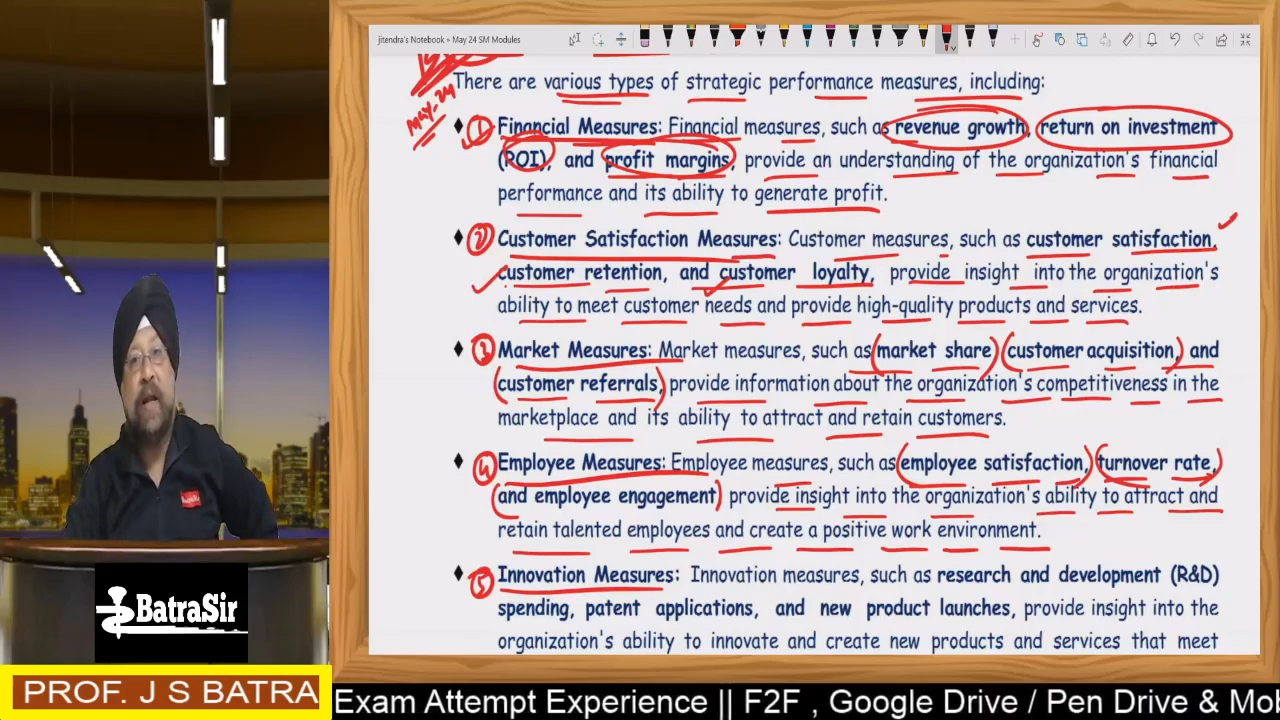 jitendra's Notebook » May 24 SM Modules
There are various types of strategic performance measures, including:
May-24
① Financial Measures: Financial measures, such as revenue growth, return on investment
(ROI), and profit margins, provide an understanding of the organization's financial
performance and its ability to generate profit.
② Customer Satisfaction Measures: Customer measures, such as customer satisfaction,
customer retention, and customer loyalty, provide insight into the organization's
ability to meet customer needs and provide high-quality products and services.
③ Market Measures: Market measures, such as market share, customer acquisition, and
customer referrals, provide information about the organization's competitiveness in the
marketplace and its ability to attract and retain customers.
④ Employee Measures: Employee measures, such as employee satisfaction, turnover rate,
and employee engagement provide insight into the organization's ability to attract and
retain talented employees and create a positive work environment.
⑤ Innovation Measures: Innovation measures, such as research and development (R&D)
spending, patent applications, and new product launches, provide insight into the
organization's ability to innovate and create new products and services that meet
BatraSir
PROF. J S BATRA
Exam Attempt Experience || F2F , Google Drive / Pen Drive & Mob